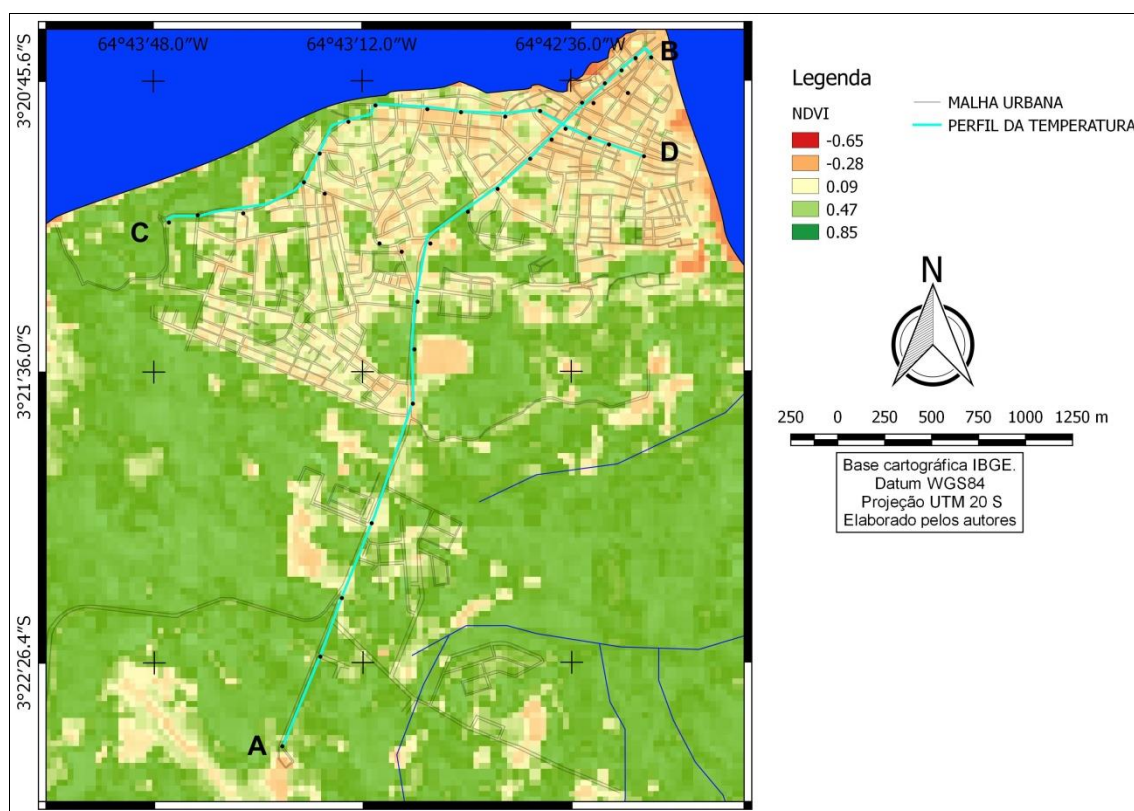 64°43'48.0"W 64°43'12.0"W 64°42'36.0"W
3°20'45.6"S
3°21'36.0"S
3°22'26.4"S
B
D
C
A
Legenda
NDVI
-0.65
-0.28
0.09
0.47
0.85
MALHA URBANA
PERFIL DA TEMPERATURA
N
250 0 250 500 750 1000 1250 m
Base cartográfica IBGE.
Datum WGS84
Projeção UTM 20 S
Elaborado pelos autores